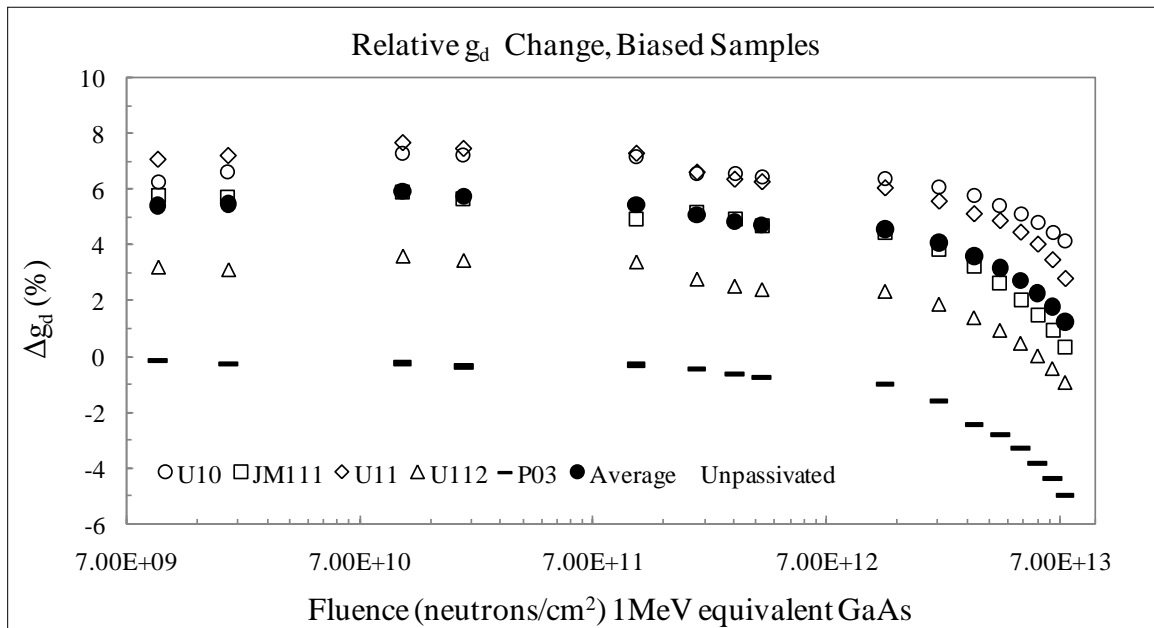 Relative gd Change, Biased Samples
10
8
6
4
2
0
-2
-4
-6
Δgd (%)
U10 JM111 U11 U112 P03 Average Unpassivated
7.00E+09 7.00E+10 7.00E+11 7.00E+12 7.00E+13
Fluence (neutrons/cm²) 1MeV equivalent GaAs